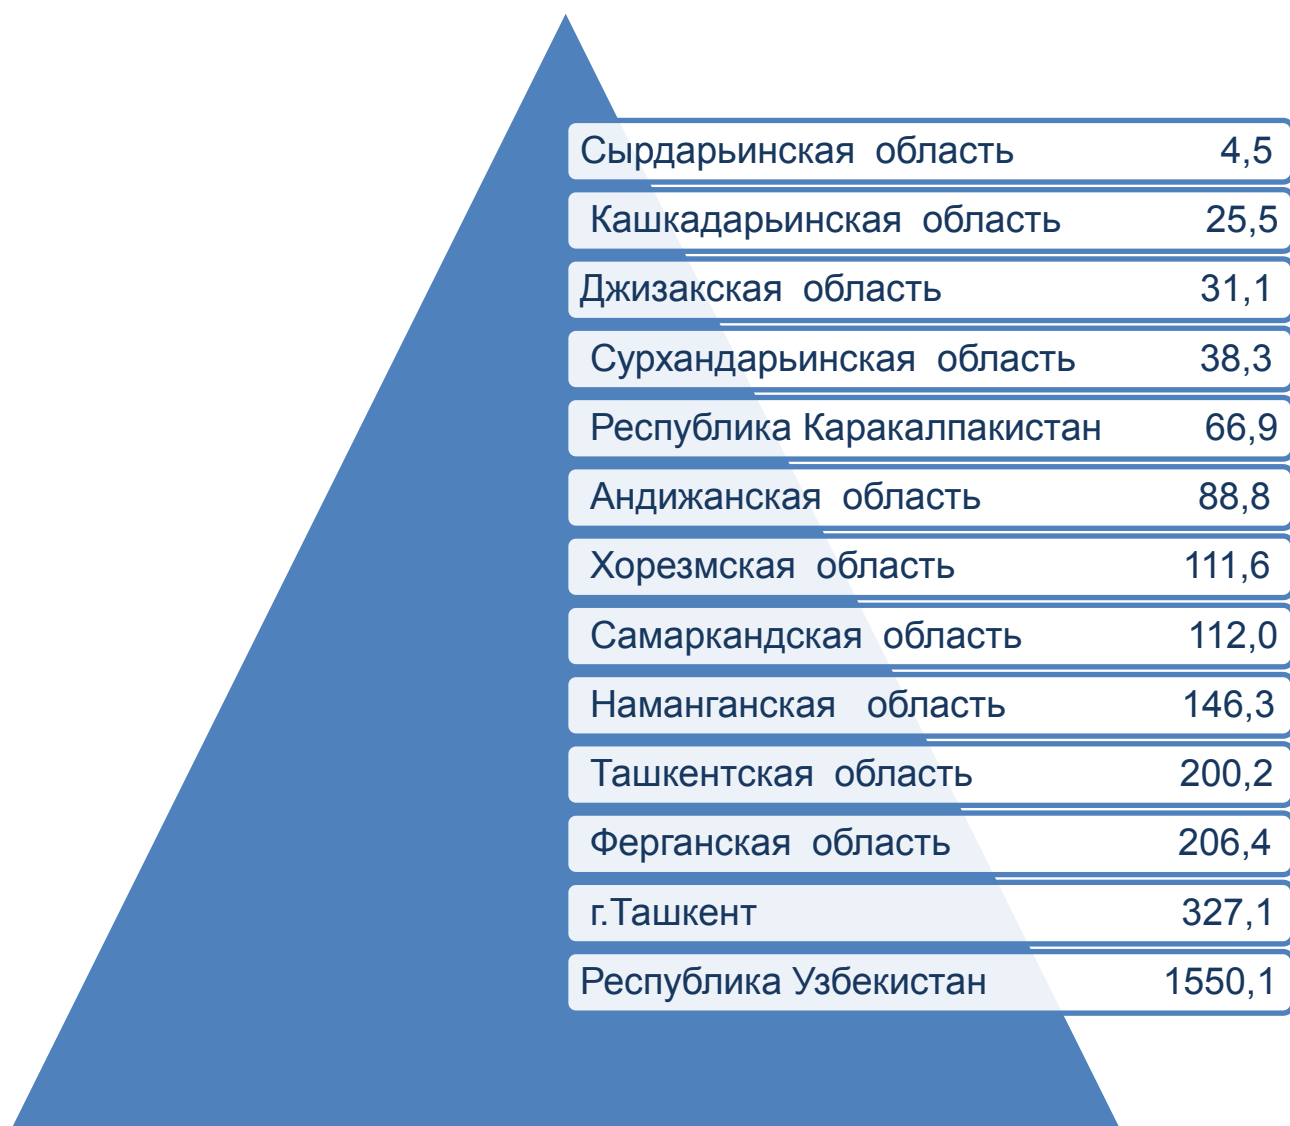 Сырдарьинская область 4,5
Кашкадарьинская область 25,5
Джизакская область 31,1
Сурхандарьинская область 38,3
Республика Каракалпакистан 66,9
Андижанская область 88,8
Хорезмская область 111,6
Самаркандская область 112,0
Наманганская область 146,3
Ташкентская область 200,2
Ферганская область 206,4
г.Ташкент 327,1
Республика Узбекистан 1550,1